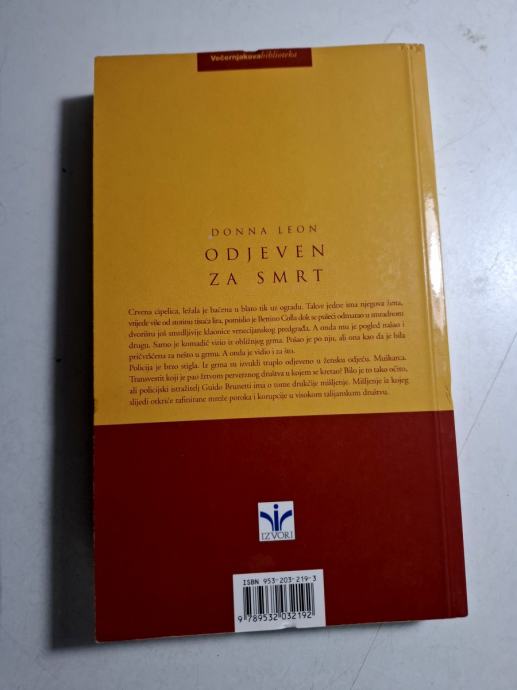 Večernjakovabiblioteka
DONNA LEON
ODJEVEN
ZA SMRT
Crvena cipelica, ležala je bačena u blato tik uz ogradu. Takve jedne ima njegova žena,
vrijede više od stotinu tisuća lira, pomislio je Bettino Colla dok se pušeći odmarao u smradnom
dvorištu još smrdljivije klaonice venecijanskog predgrađa. A onda mu je pogled našao i
drugu. Samo je komadić virio iz obližnjeg grma. Pošao je po nju, ali ona kao da je bila
pričvršćena za nešto u grmu. A onda je vidio i za što.
Policija je brzo stigla. Iz grma su izvukli truplo odjeveno u žensku odjeću. Muškarca.
Transvestit koji je pao žrtvom perverznog društva u kojem se kretao? Bilo je to tako očito,
ali policijski istražitelj Guido Brunetti ima o tome drukčije mišljenje. Mišljenje iz kojeg
slijedi otkriće rafinirane mreže poroka i korupcije u visokom talijanskom društvu.
IZVORI
ISBN 953-203-219-3
9 789532 032192